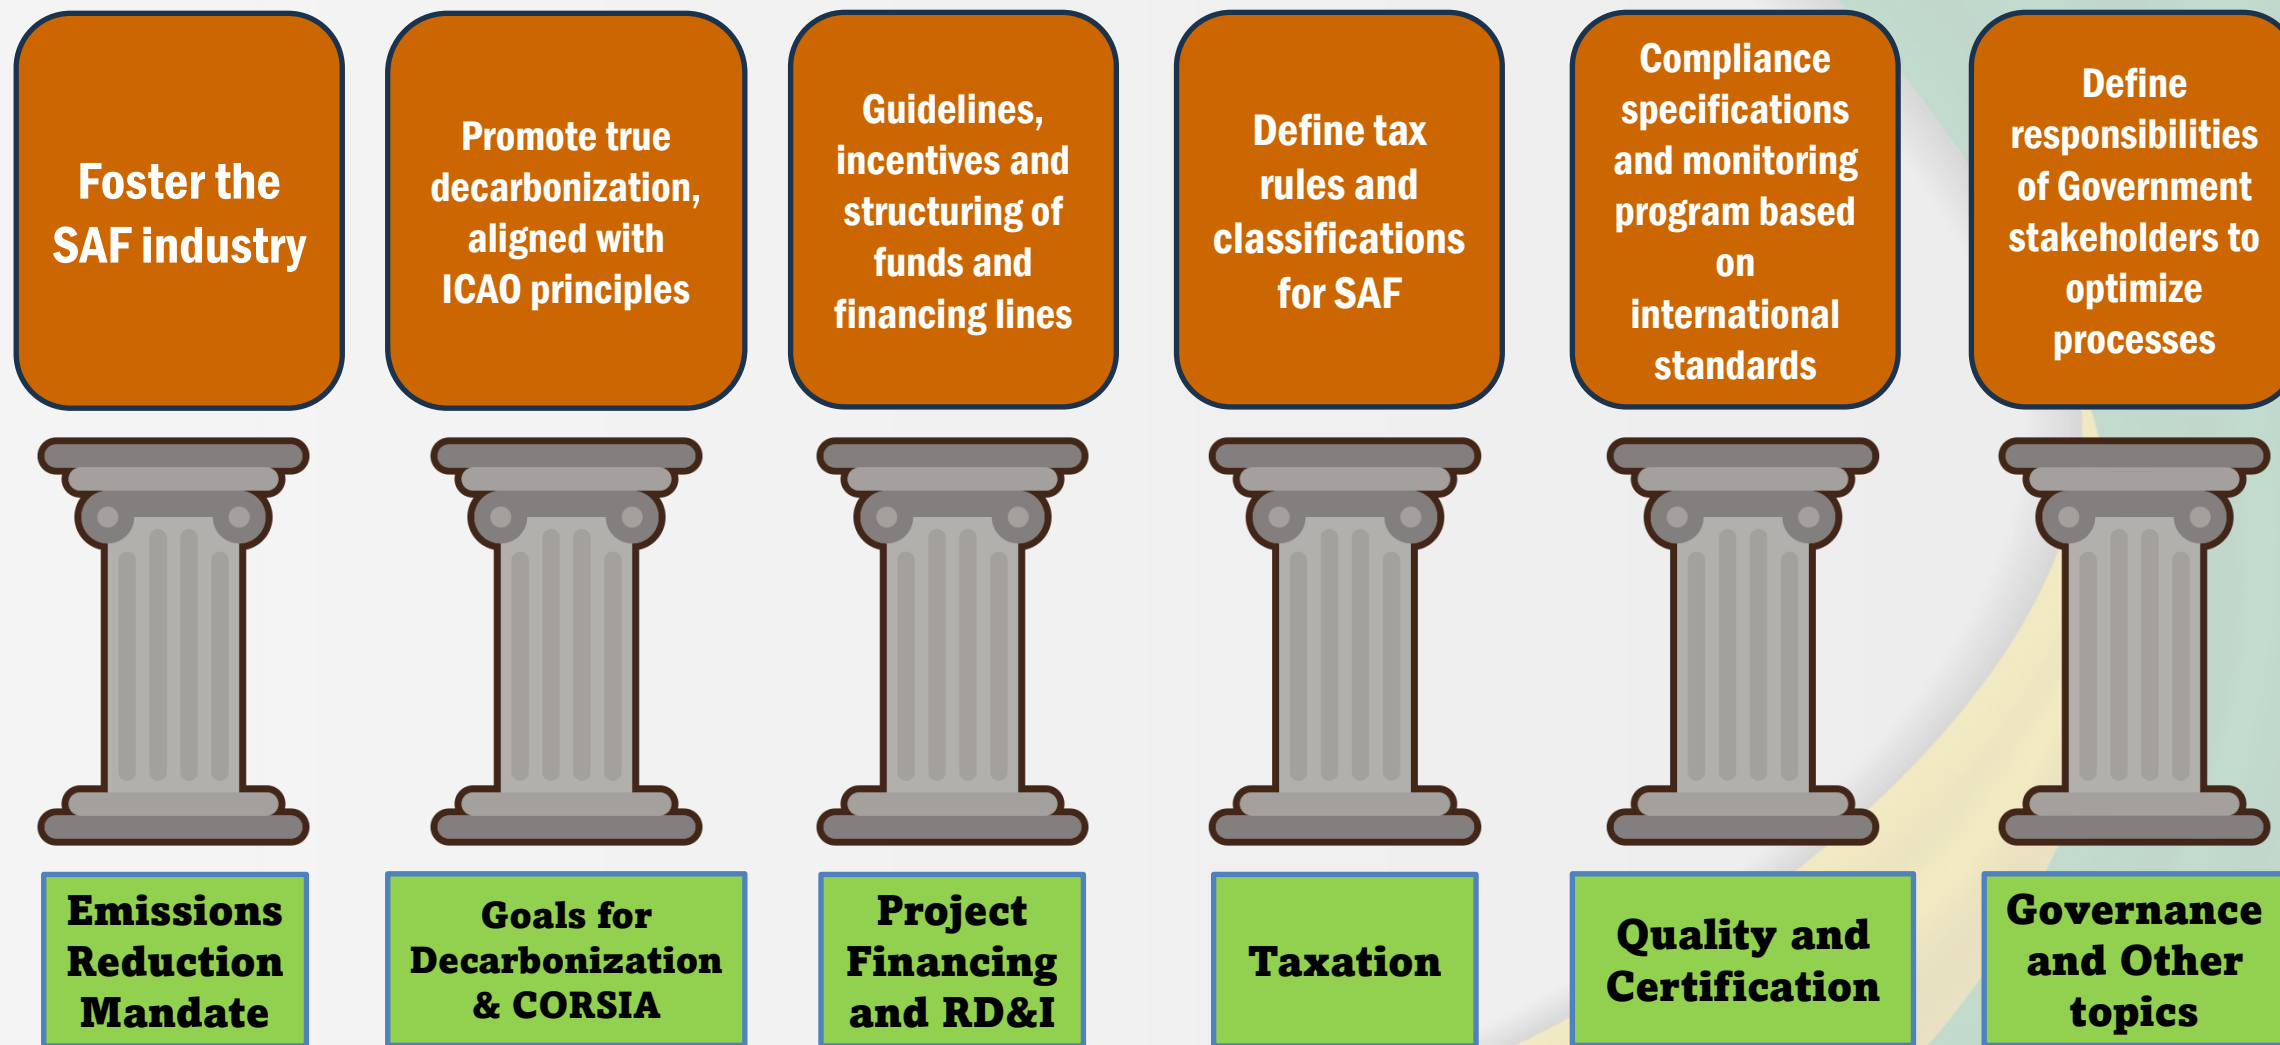 Foster the
SAF industry
Promote true
decarbonization,
aligned with
ICAO principles
Guidelines,
incentives and
structuring of
funds and
financing lines
Define tax
rules and
classifications
for SAF
Compliance
specifications
and monitoring
program based
on
international
standards
Define
responsibilities
of Government
stakeholders to
optimize
processes
Emissions
Reduction
Mandate
Goals for
Decarbonization
& CORSIA
Project
Financing
and RD&I
Taxation
Quality and
Certification
Governance
and Other
topics